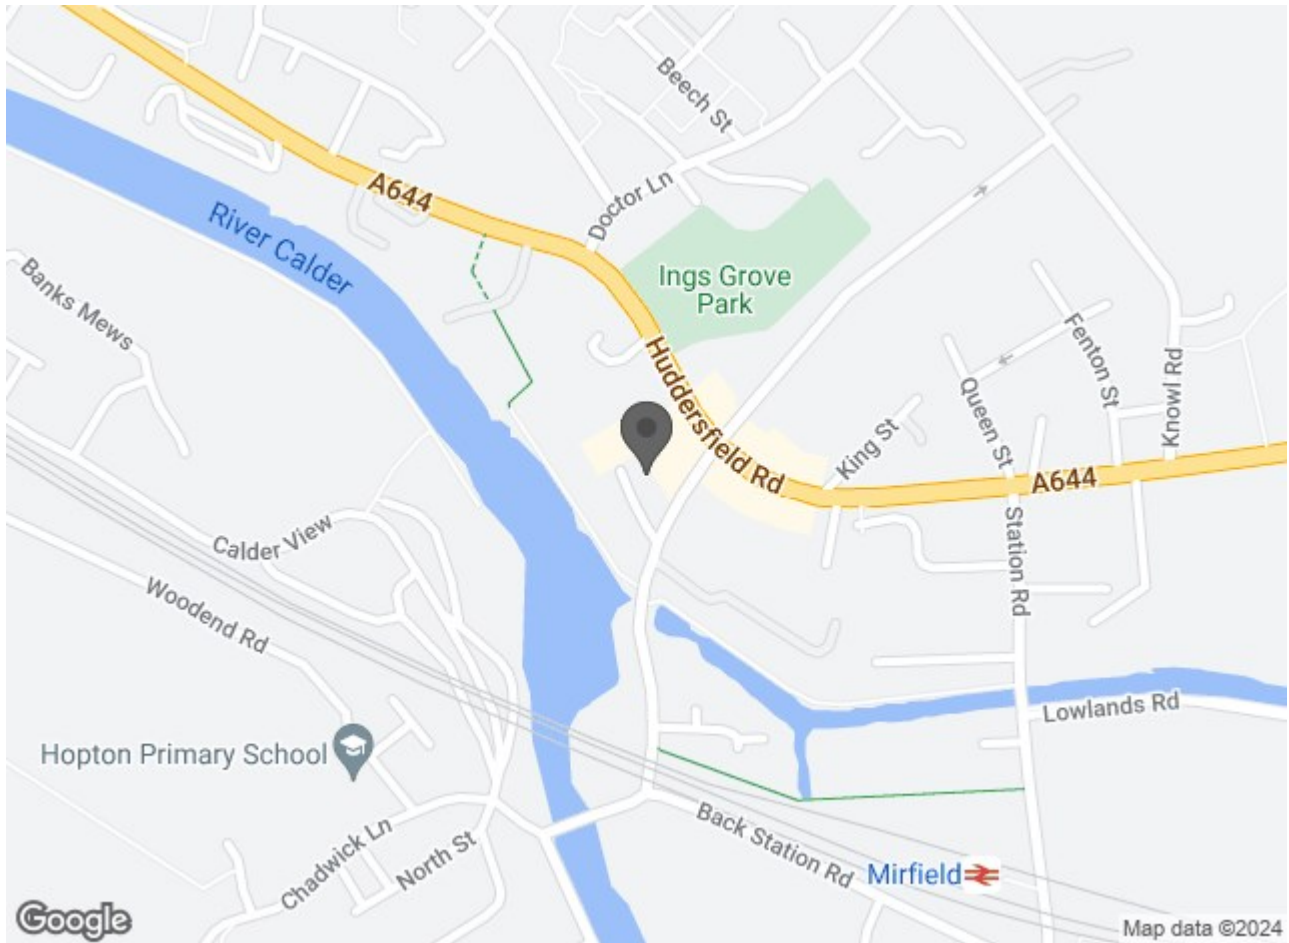 Beech St
A644
Doctor Ln
River Calder
Ings Grove
Park
Banks Mews
Huddersfield Rd
Fenton St
Knowl Rd
Queen St
King St
A644
Calder View
Station Rd
Woodend Rd
Lowlands Rd
Hopton Primary School
Chadwick Ln
North St
Back Station Rd
Mirfield
Google
Map data ©2024